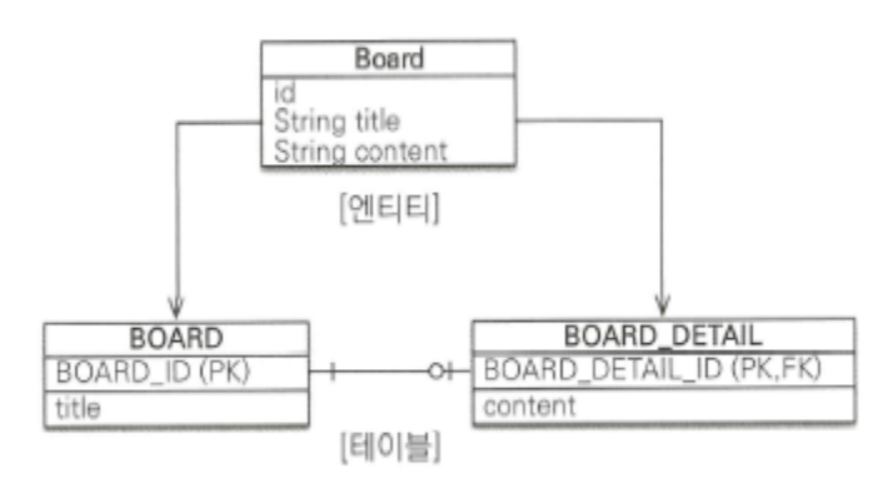 Board
id
String title
String content
[엔티티]
BOARD
BOARD_ID (PK)
title
BOARD_DETAIL
BOARD_DETAIL_ID (PK,FK)
content
[테이블]